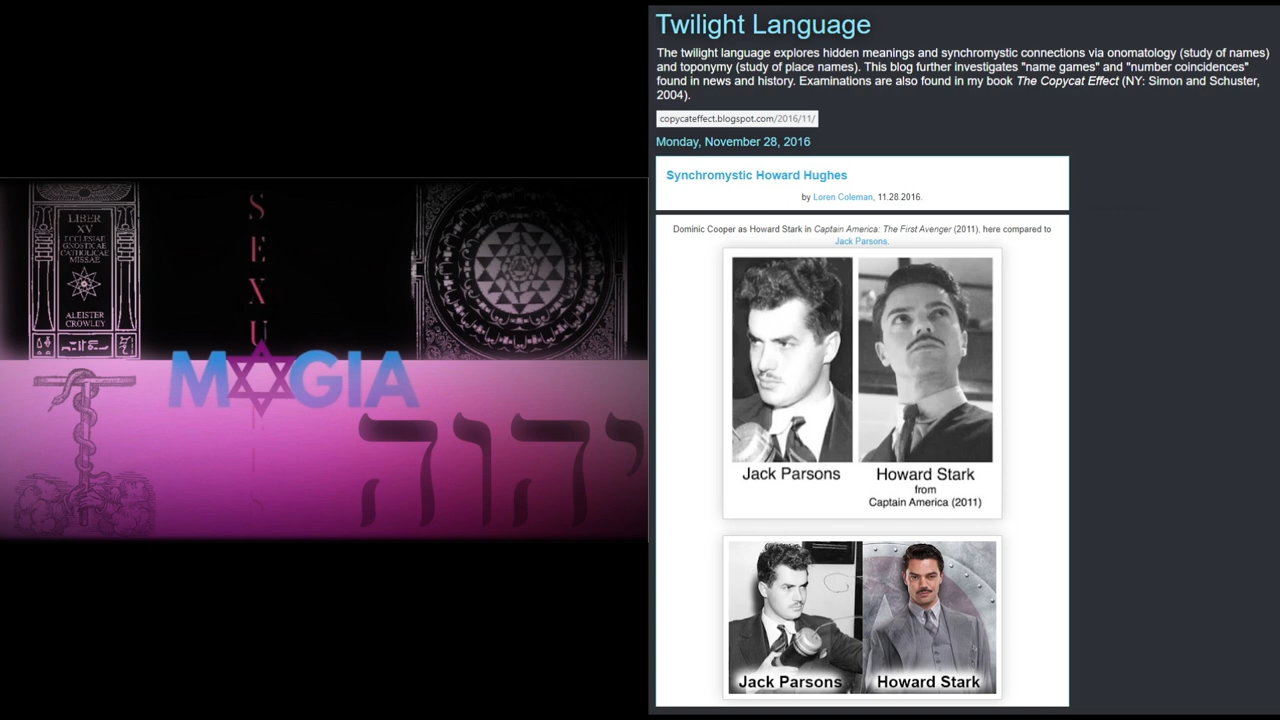 LIBER
XV
ECCLESIAE
GNOSTICAE
CATHOLICAE
MISSAE
ALEISTER
CROWLEY
S
E
X
U
MAGIA
יהוה
Twilight Language
The twilight language explores hidden meanings and synchromystic connections via onomatology (study of names)
and toponymy (study of place names). This blog further investigates "name games" and "number coincidences"
found in news and history. Examinations are also found in my book The Copycat Effect (NY: Simon and Schuster,
2004).
copycateffect.blogspot.com/2016/11/
Monday, November 28, 2016
Synchromystic Howard Hughes
by Loren Coleman, 11.28.2016.
Dominic Cooper as Howard Stark in Captain America: The First Avenger (2011), here compared to
Jack Parsons.
Jack Parsons
Howard Stark
from
Captain America (2011)
Jack Parsons
Howard Stark